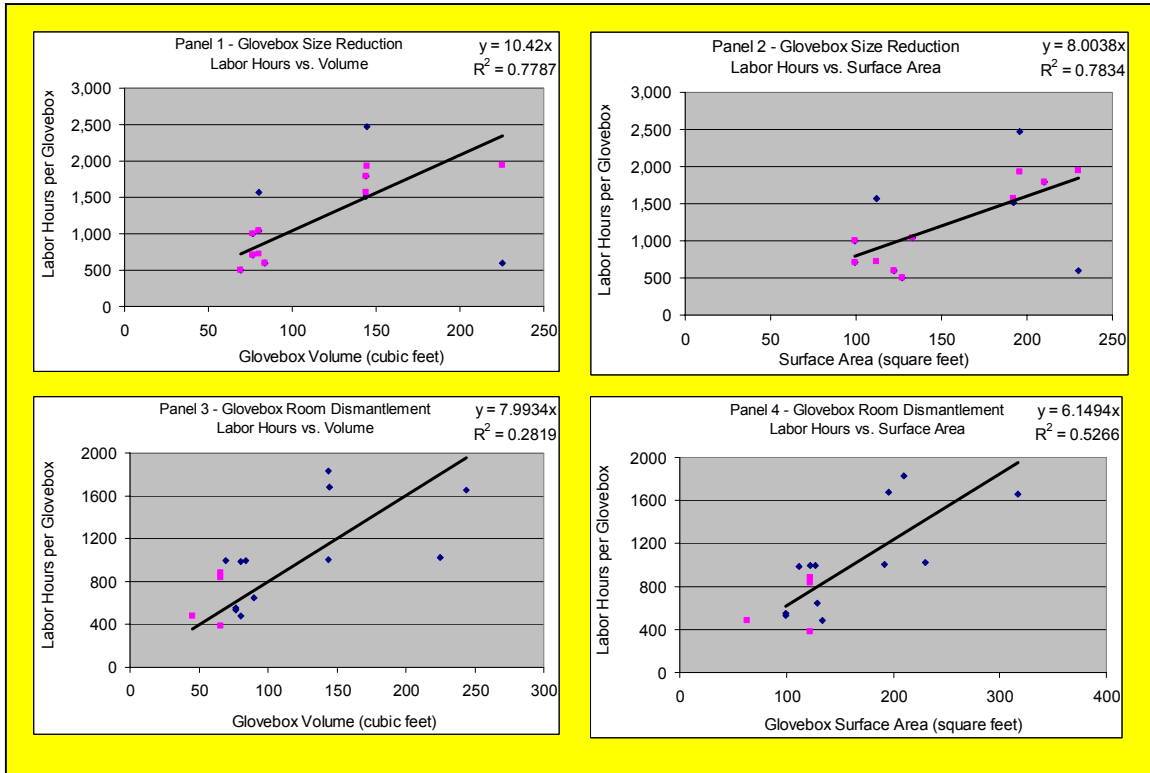 Panel 1 - Glovebox Size Reduction
Labor Hours vs. Volume
y = 10.42x
R² = 0.7787
Labor Hours per Glovebox
3,000
2,500
2,000
1,500
1,000
500
0
0 50 100 150 200 250
Glovebox Volume (cubic feet)
Panel 2 - Glovebox Size Reduction
Labor Hours vs. Surface Area
y = 8.0038x
R² = 0.7834
Labor Hours per Glovebox
3,000
2,500
2,000
1,500
1,000
500
0
0 50 100 150 200 250
Surface Area (square feet)
Panel 3 - Glovebox Room Dismantlement
Labor Hours vs. Volume
y = 7.9934x
R² = 0.2819
Labor Hours per Glovebox
2000
1600
1200
800
400
0
0 50 100 150 200 250 300
Glovebox Volume (cubic feet)
Panel 4 - Glovebox Room Dismantlement
Labor Hours vs. Surface Area
y = 6.1494x
R² = 0.5266
Labor Hours per Glovebox
2000
1600
1200
800
400
0
0 100 200 300 400
Glovebox Surface Area (square feet)